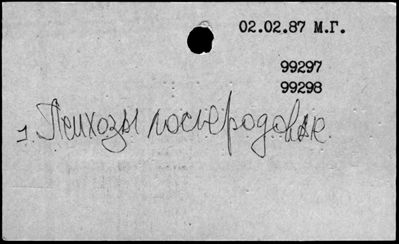 02.02.87 М.Г.
99297
99298
1. Психозы послеродовые.